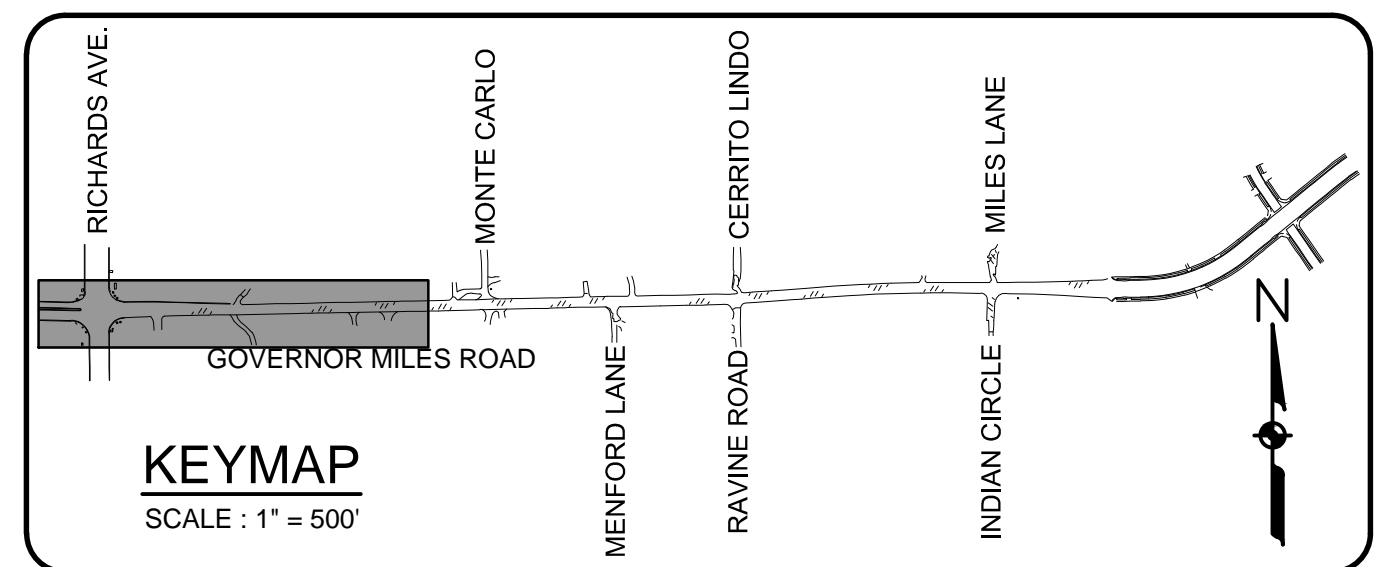 RICHARDS AVE.
MONTE CARLO
CERRITO LINDO
MILES LANE
N
GOVERNOR MILES ROAD
MENFORD LANE
RAVINE ROAD
INDIAN CIRCLE
KEYMAP
SCALE : 1" = 500'